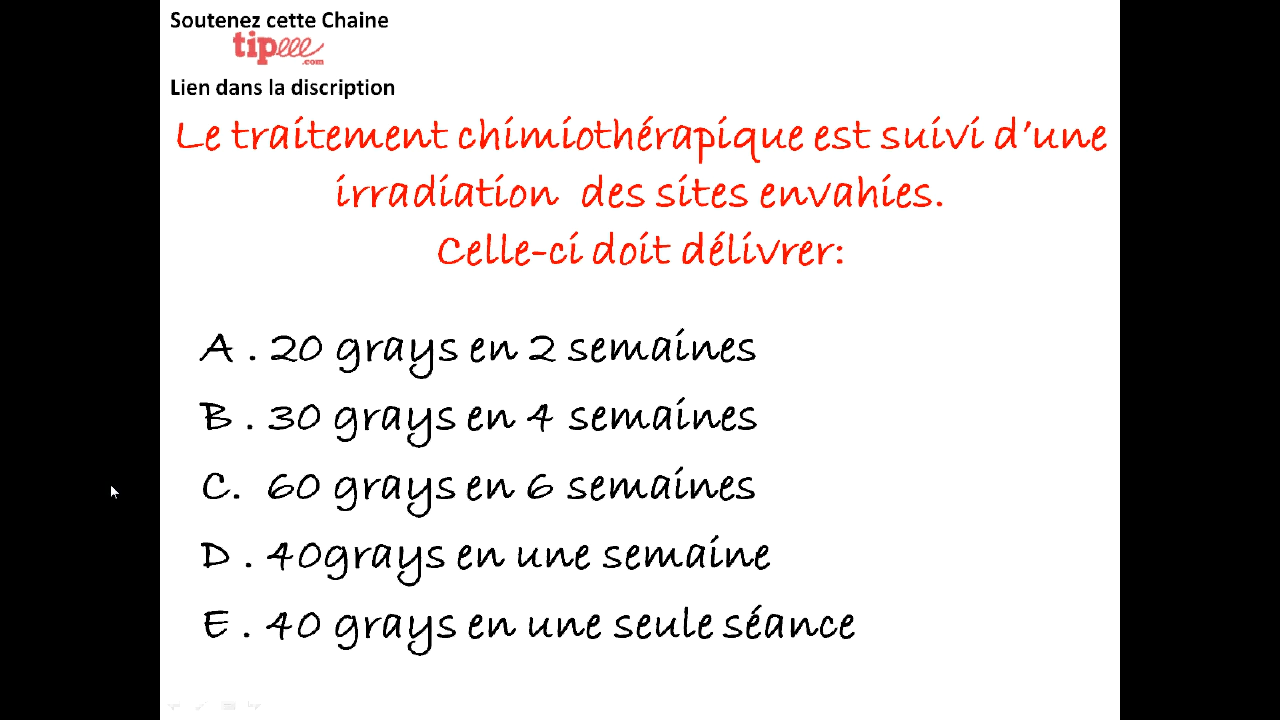 Soutenez cette Chaine
tipeee
.com
Lien dans la discription
Le traitement chimiothérapique est suivi d'une
irradiation des sites envahies.
Celle-ci doit délivrer:
A . 20 grays en 2 semaines
B . 30 grays en 4 semaines
C. 60 grays en 6 semaines
D . 40grays en une semaine
E . 40 grays en une seule séance